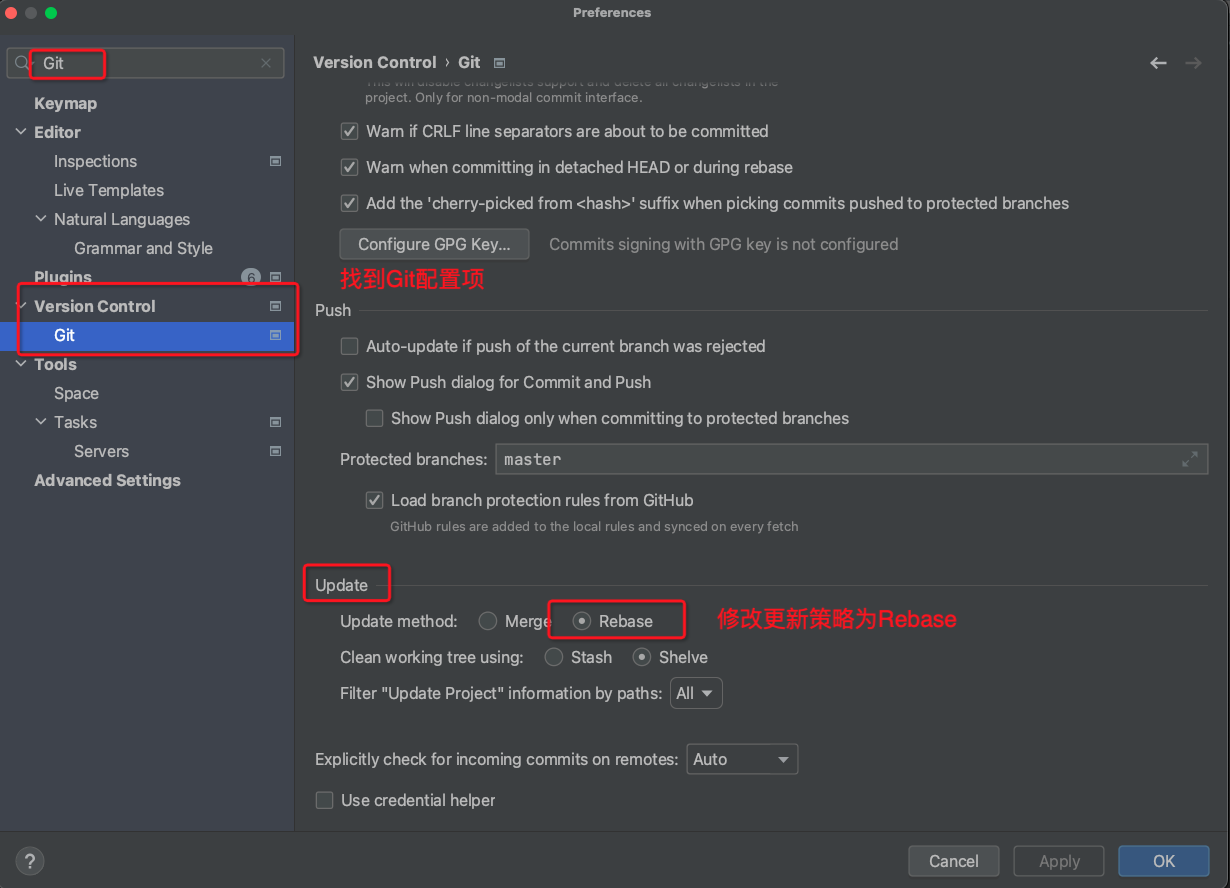 Preferences
Git
Keymap
Editor
Inspections
Live Templates
Natural Languages
Grammar and Style
Plugins 6
Version Control
Git
Tools
Space
Tasks
Servers
Advanced Settings
Version Control › Git
This will disable changelists support and delete all changelists in the
project. Only for non-modal commit interface.
Warn if CRLF line separators are about to be committed
Warn when committing in detached HEAD or during rebase
Add the 'cherry-picked from <hash>' suffix when picking commits pushed to protected branches
Configure GPG Key... Commits signing with GPG key is not configured
找到Git配置项
Push
Auto-update if push of the current branch was rejected
Show Push dialog for Commit and Push
Show Push dialog only when committing to protected branches
Protected branches: master
Load branch protection rules from GitHub
GitHub rules are added to the local rules and synced on every fetch
Update
Update method: Merge Rebase 修改更新策略为Rebase
Clean working tree using: Stash Shelve
Filter "Update Project" information by paths: All
Explicitly check for incoming commits on remotes: Auto
Use credential helper
? Cancel Apply OK